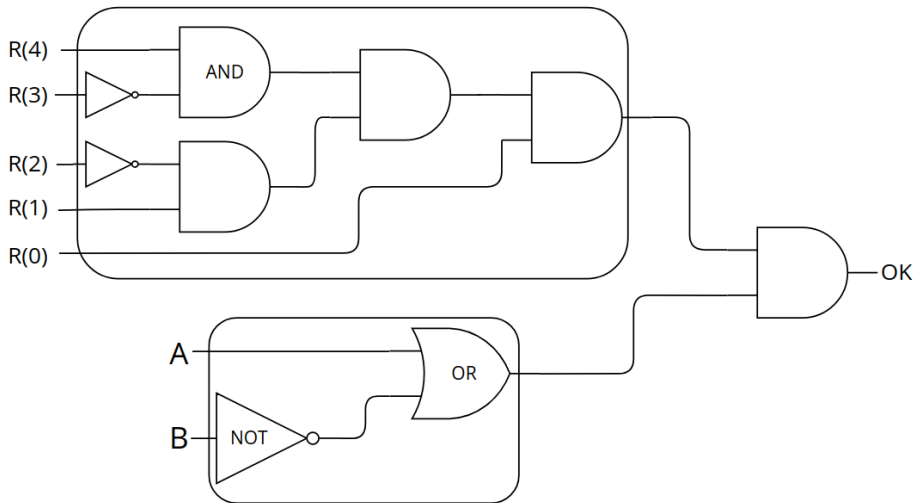 R(4)
AND
R(3)
R(2)
R(1)
R(0)
OK
A
OR
B
NOT